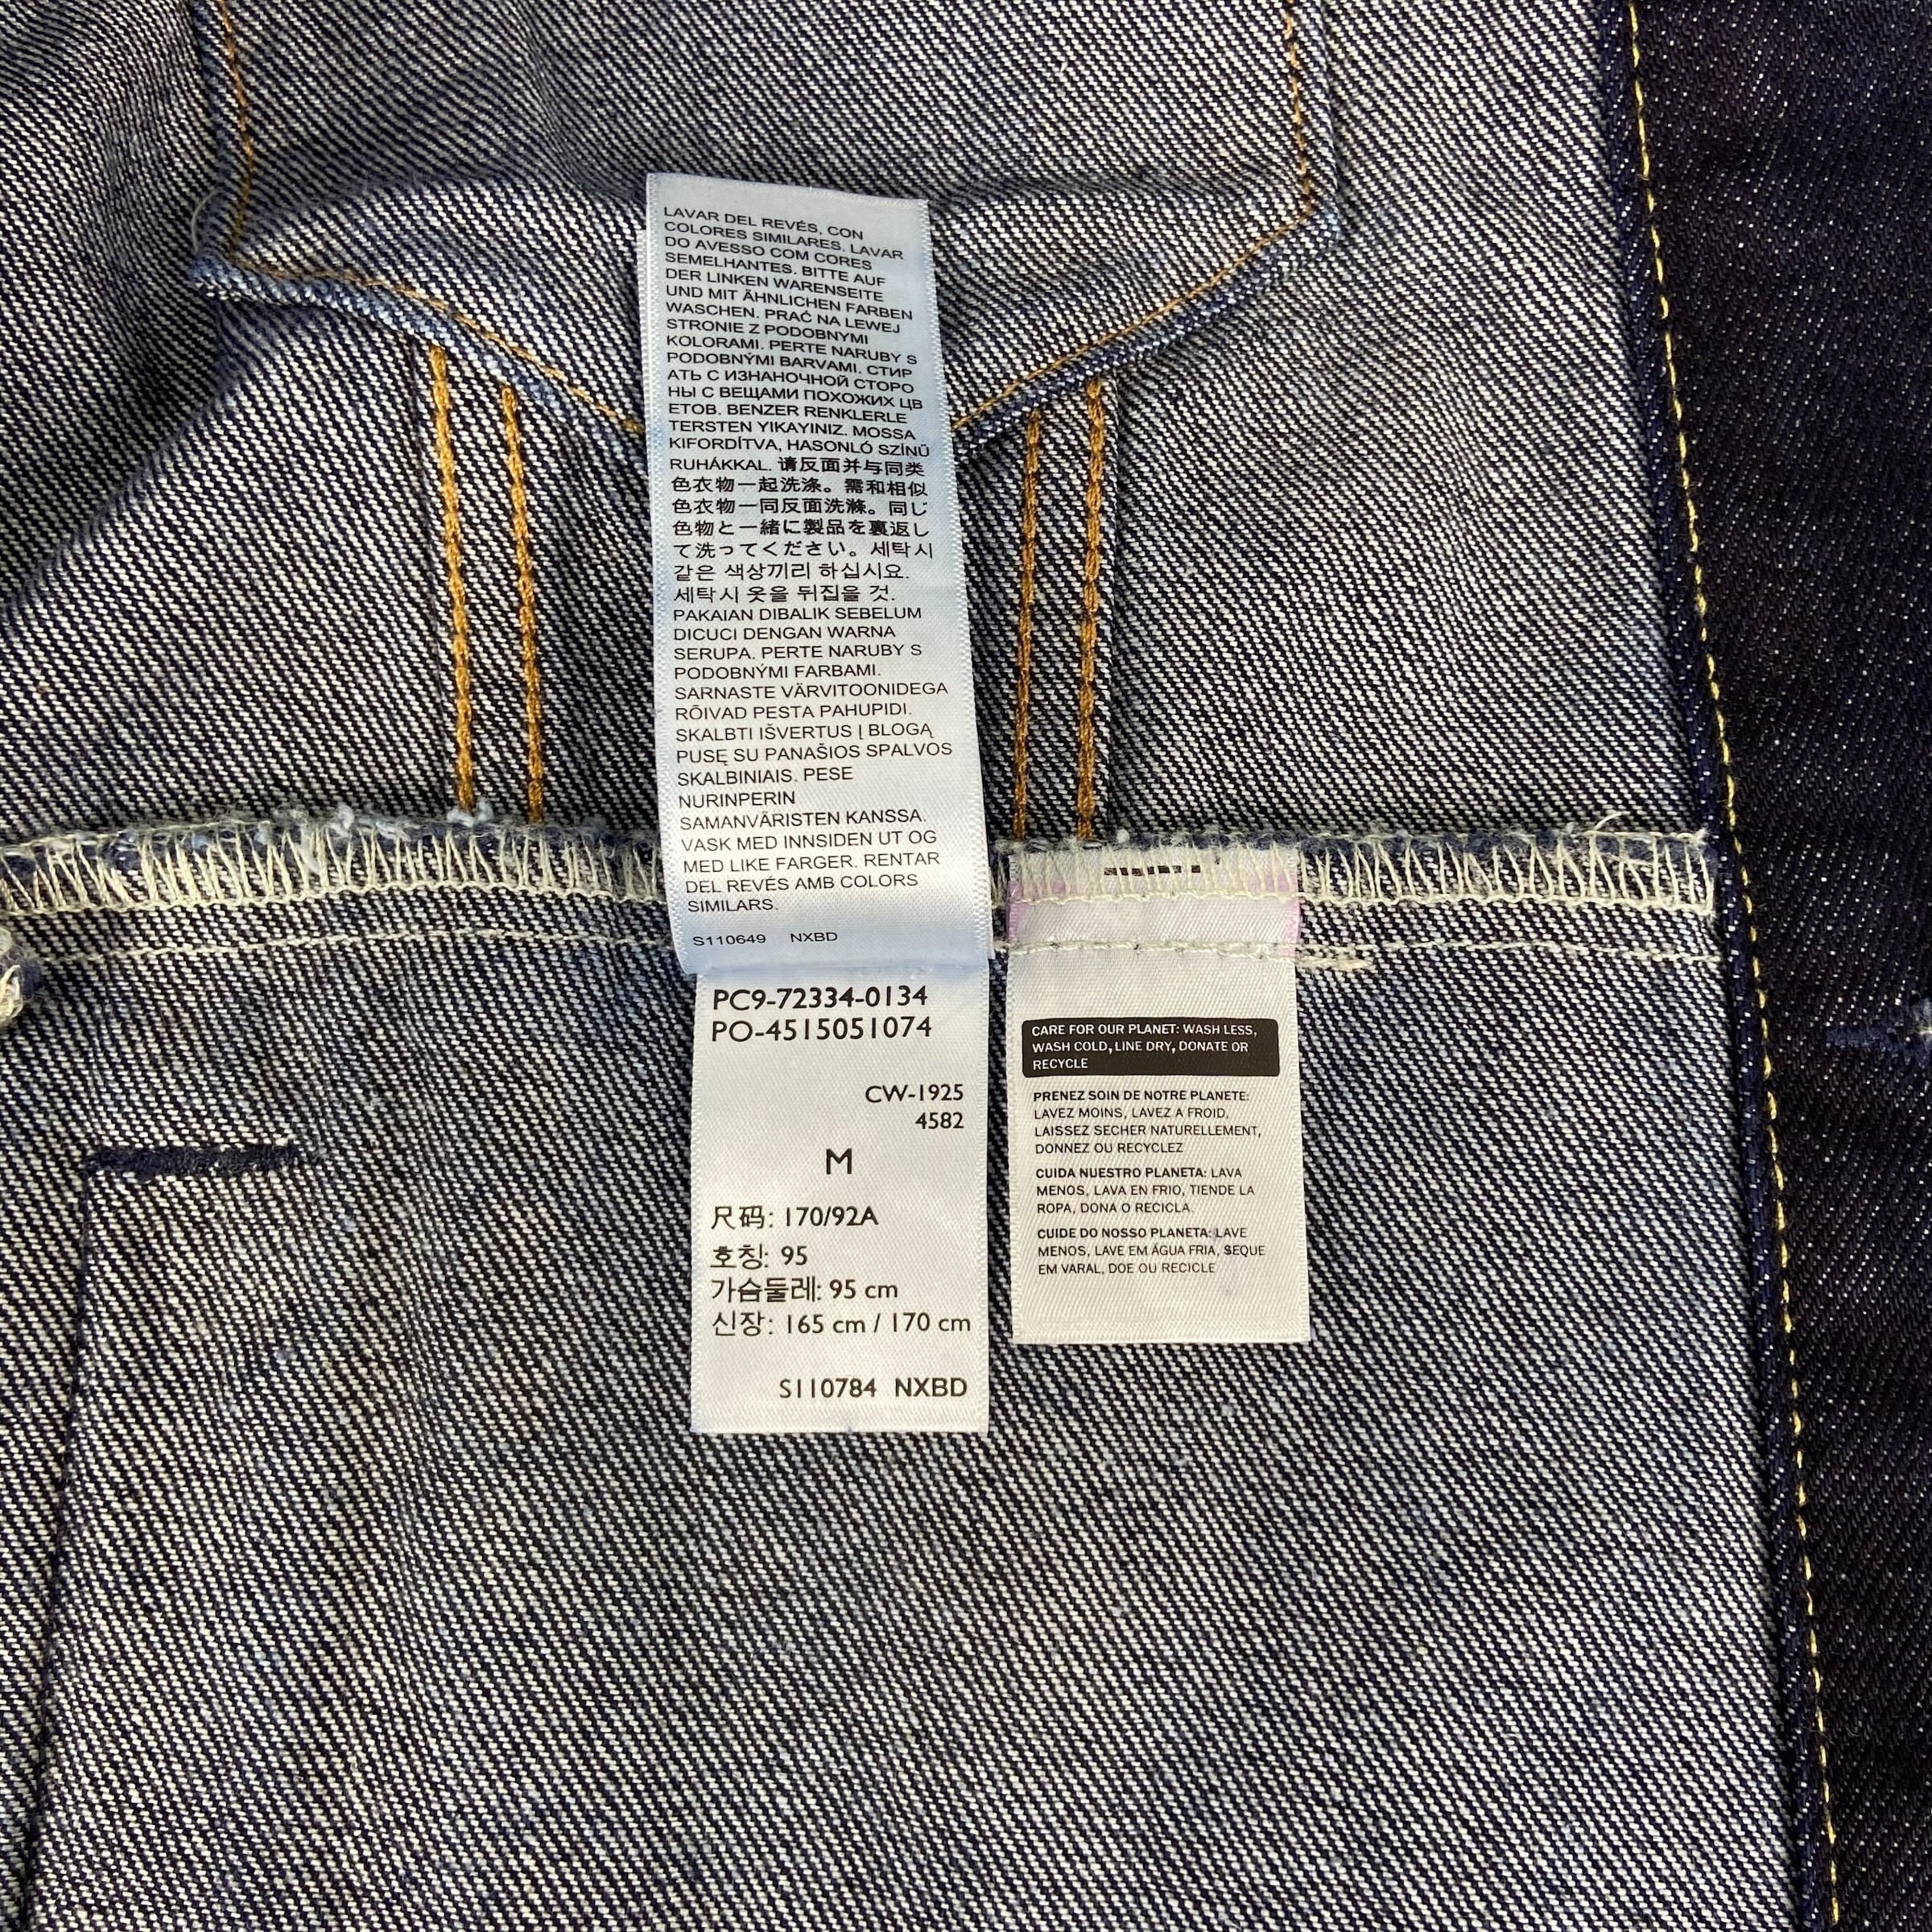 LAVAR DEL REVÉS, CON
COLORES SIMILARES. LAVAR
DO AVESSO COM CORES
SEMELHANTES. BITTE AUF
DER LINKEN WARENSEITE
UND MIT ÄHNLICHEN FARBEN
WASCHEN. PRAĆ NA LEWEJ
STRONIE Z PODOBNYMI
KOLORAMI. PERTE NARUBY S
PODOBNÝMI BARVAMI. СТИР
АТЬ С ИЗНАНОЧНОЙ СТОРО
НЫ С ВЕЩАМИ ПОХОЖИХ ЦВ
ЕТОВ. BENZER RENKLERLE
TERSTEN YIKAYINIZ. MOSSA
KIFORDÍTVA, HASONLÓ SZÍNŰ
RUHÁKKAL. 请反面并与同类
色衣物一起洗涤。需和相似
色衣物一同反面洗滌。同じ
色物と一緒に製品を裏返し
て洗ってください。세탁시
같은 색상끼리 하십시요.
세탁시 옷을 뒤집을 것.
PAKAIAN DIBALIK SEBELUM
DICUCI DENGAN WARNA
SERUPA. PERTE NARUBY S
PODOBNÝMI FARBAMI.
SARNASTE VÄRVITOONIDEGA
RÕIVAD PESTA PAHUPIDI.
SKALBTI IŠVERTUS Į BLOGĄ
PUSĘ SU PANAŠIOS SPALVOS
SKALBINIAIS. PESE
NURINPERIN
SAMANVÄRISTEN KANSSA.
VASK MED INNSIDEN UT OG
MED LIKE FARGER. RENTAR
DEL REVÉS AMB COLORS
SIMILARS.
S110649 NXBD
PC9-72334-0134
PO-4515051074
CW-1925
4582
M
尺码: 170/92A
호칭: 95
가슴둘레: 95 cm
신장: 165 cm / 170 cm
S110784 NXBD
CARE FOR OUR PLANET: WASH LESS,
WASH COLD, LINE DRY, DONATE OR
RECYCLE
PRENEZ SOIN DE NOTRE PLANETE:
LAVEZ MOINS, LAVEZ A FROID,
LAISSEZ SECHER NATURELLEMENT,
DONNEZ OU RECYCLEZ
CUIDA NUESTRO PLANETA: LAVA
MENOS, LAVA EN FRIO, TIENDE LA
ROPA, DONA O RECICLA.
CUIDE DO NOSSO PLANETA: LAVE
MENOS, LAVE EM ÁGUA FRIA, SEQUE
EM VARAL, DOE OU RECICLE